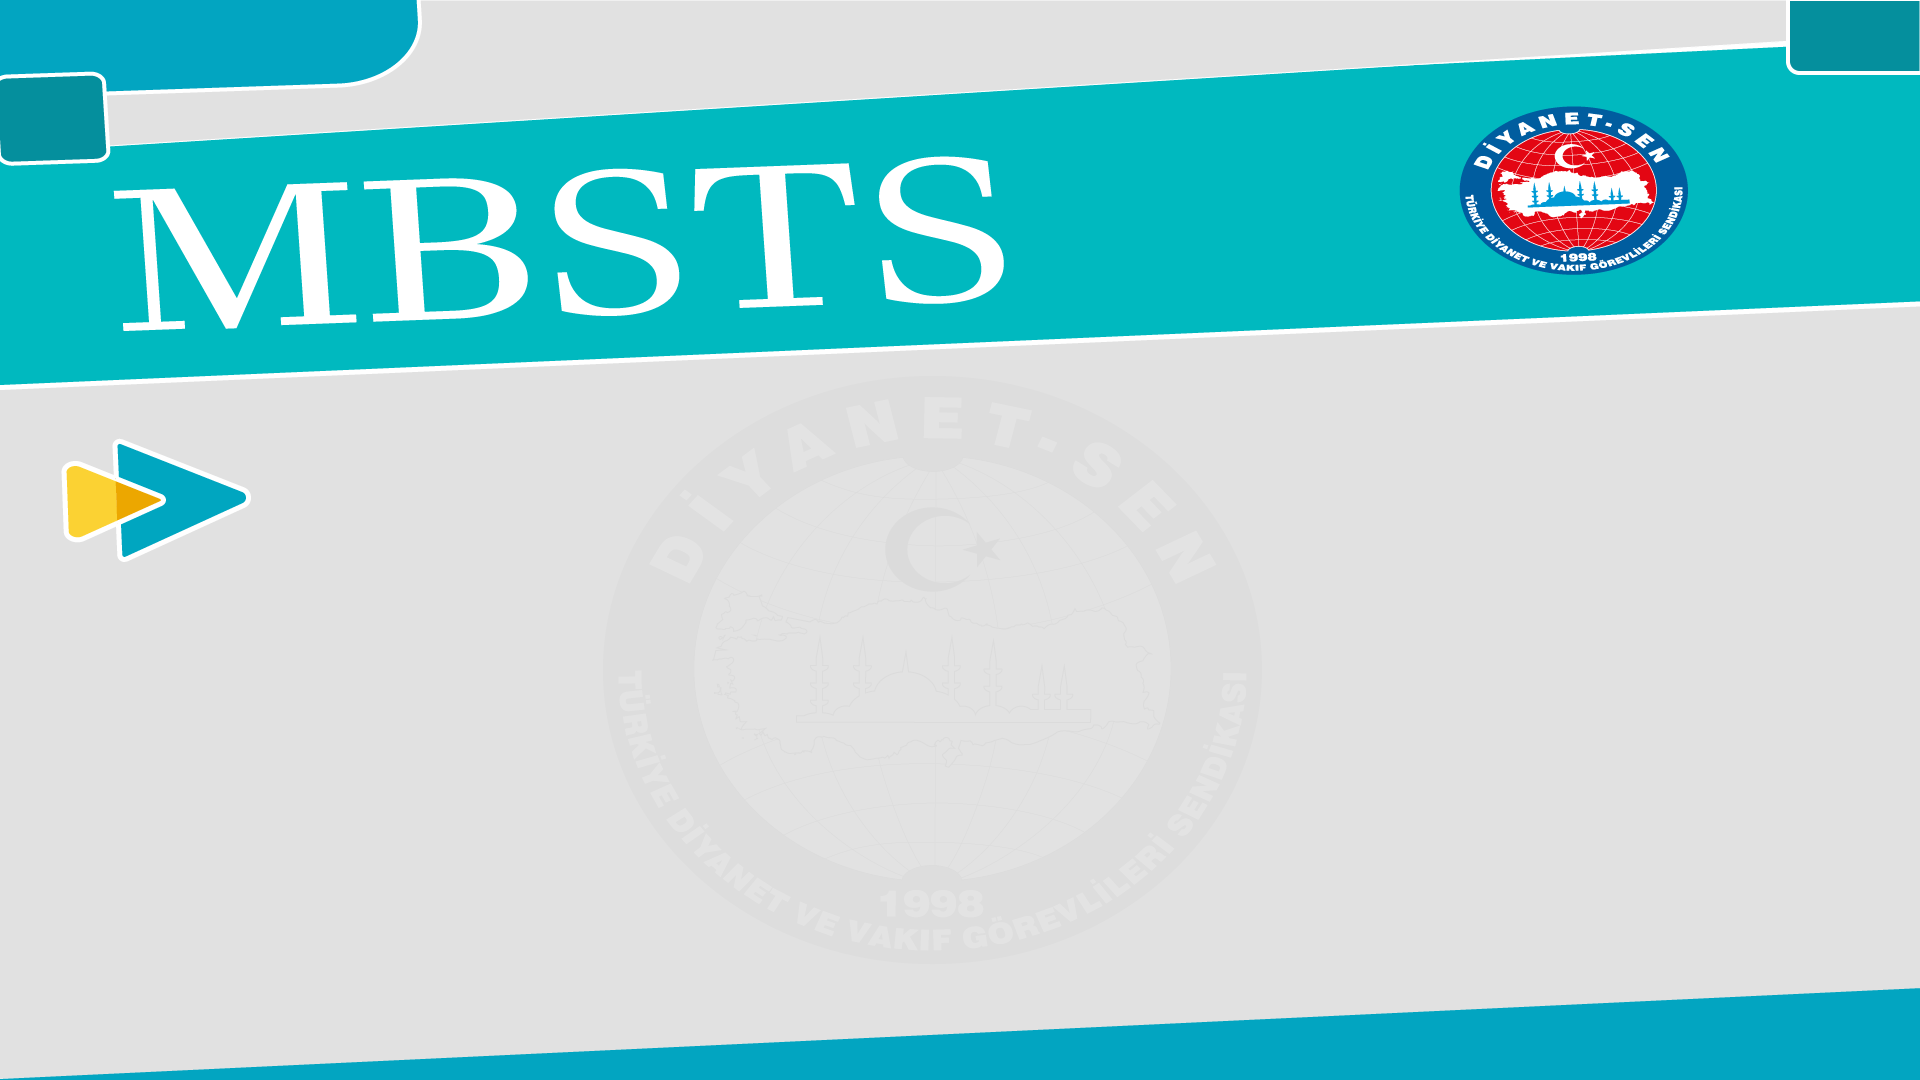 MBSTS
DİYANET-SEN
1998
TÜRKİYE DİYANET VE VAKIF GÖREVLİLERİ SENDİKASI
DİYANET-SEN
1998
TÜRKİYE DİYANET VE VAKIF GÖREVLİLERİ SENDİKASI